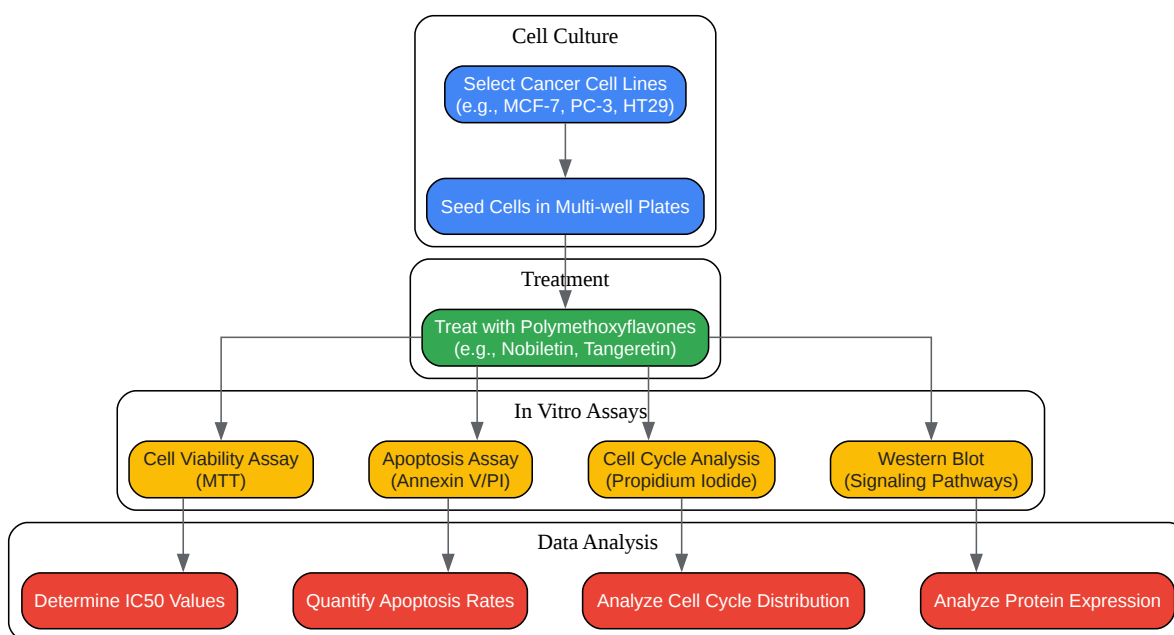 Cell Culture
Select Cancer Cell Lines
(e.g., MCF-7, PC-3, HT29)
Seed Cells in Multi-well Plates
Treatment
Treat with Polymethoxyflavones
(e.g., Nobiletin, Tangeretin)
In Vitro Assays
Cell Viability Assay
(MTT)
Apoptosis Assay
(Annexin V/PI)
Cell Cycle Analysis
(Propidium Iodide)
Western Blot
(Signaling Pathways)
Data Analysis
Determine IC50 Values
Quantify Apoptosis Rates
Analyze Cell Cycle Distribution
Analyze Protein Expression